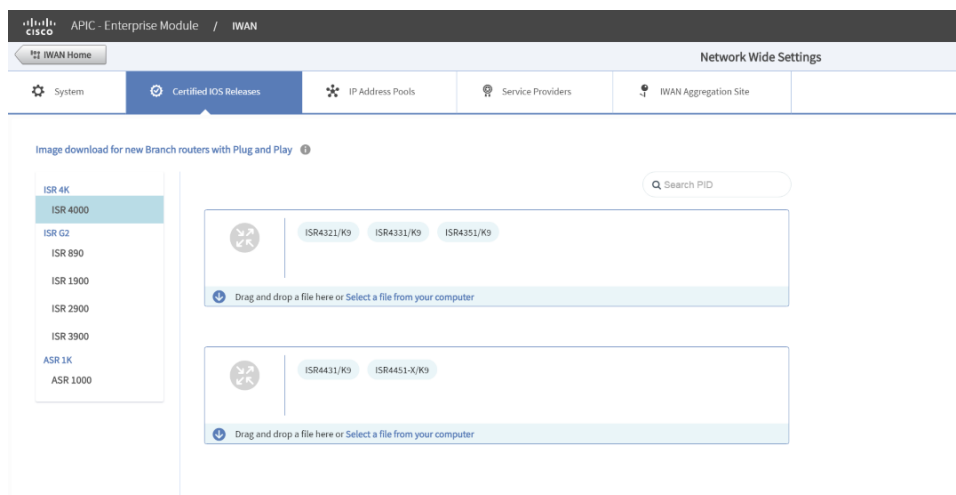 CISCO APIC - Enterprise Module / IWAN
IWAN Home
Network Wide Settings
System Certified IOS Releases IP Address Pools Service Providers IWAN Aggregation Site
Image download for new Branch routers with Plug and Play
ISR 4K
ISR 4000
ISR G2
ISR 890
ISR 1900
ISR 2900
ISR 3900
ASR 1K
ASR 1000
Search PID
ISR4321/K9 ISR4331/K9 ISR4351/K9
Drag and drop a file here or Select a file from your computer
ISR4431/K9 ISR4451-X/K9
Drag and drop a file here or Select a file from your computer